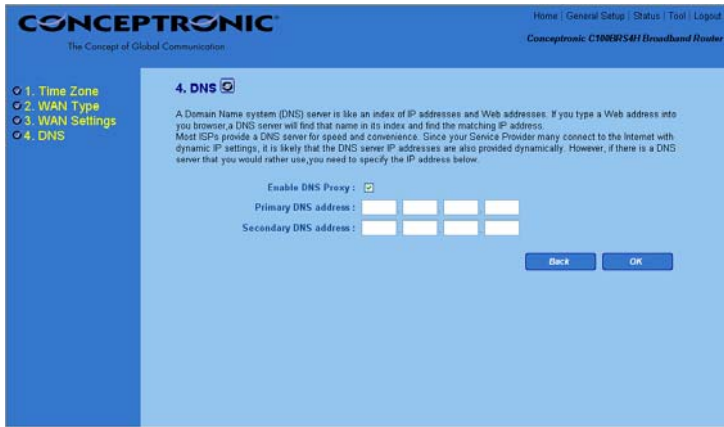 CONCEPTRONIC
The Concept of Global Communication
Home | General Setup | Status | Tool | Logout
Conceptronic C100BRS4H Broadband Router
1. Time Zone
2. WAN Type
3. WAN Settings
4. DNS
4. DNS
A Domain Name system (DNS) server is like an index of IP addresses and Web addresses. If you type a Web address into
you browser,a DNS server will find that name in its index and find the matching IP address.
Most ISPs provide a DNS server for speed and convenience. Since your Service Provider many connect to the Internet with
dynamic IP settings, it is likely that the DNS server IP addresses are also provided dynamically. However, if there is a DNS
server that you would rather use,you need to specify the IP address below.
Enable DNS Proxy :
Primary DNS address :
Secondary DNS address :
Back
OK